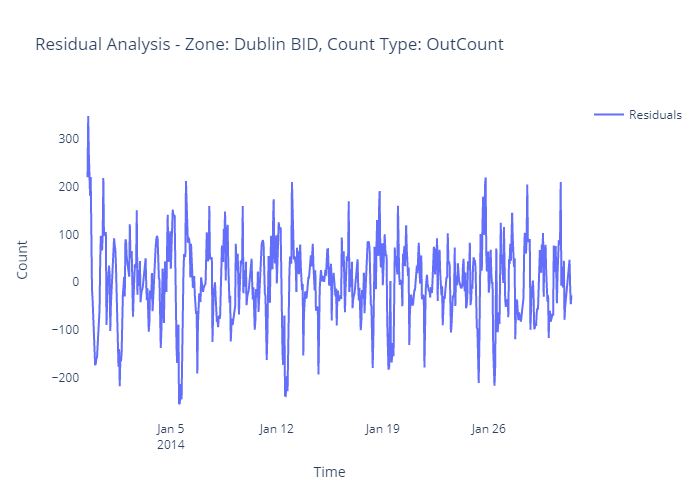 Residual Analysis - Zone: Dublin BID, Count Type: OutCount
Residuals
300
200
100
0
−100
−200
Count
Jan 5
2014
Jan 12
Jan 19
Jan 26
Time